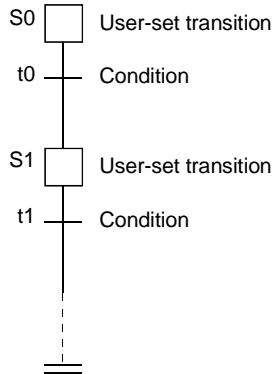 S0 User-set transition
t0 Condition
S1 User-set transition
t1 Condition